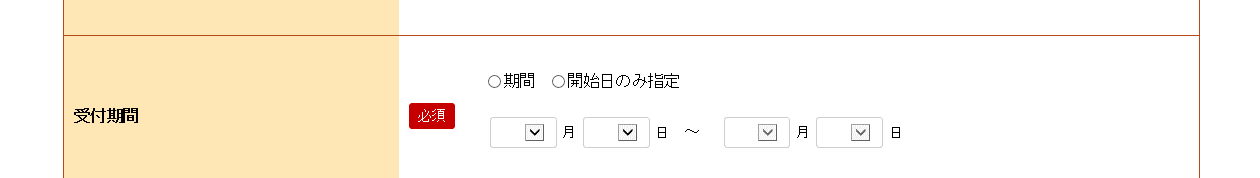 受付期間
必須
○期間 ○開始日のみ指定
月 日 ～ 月 日